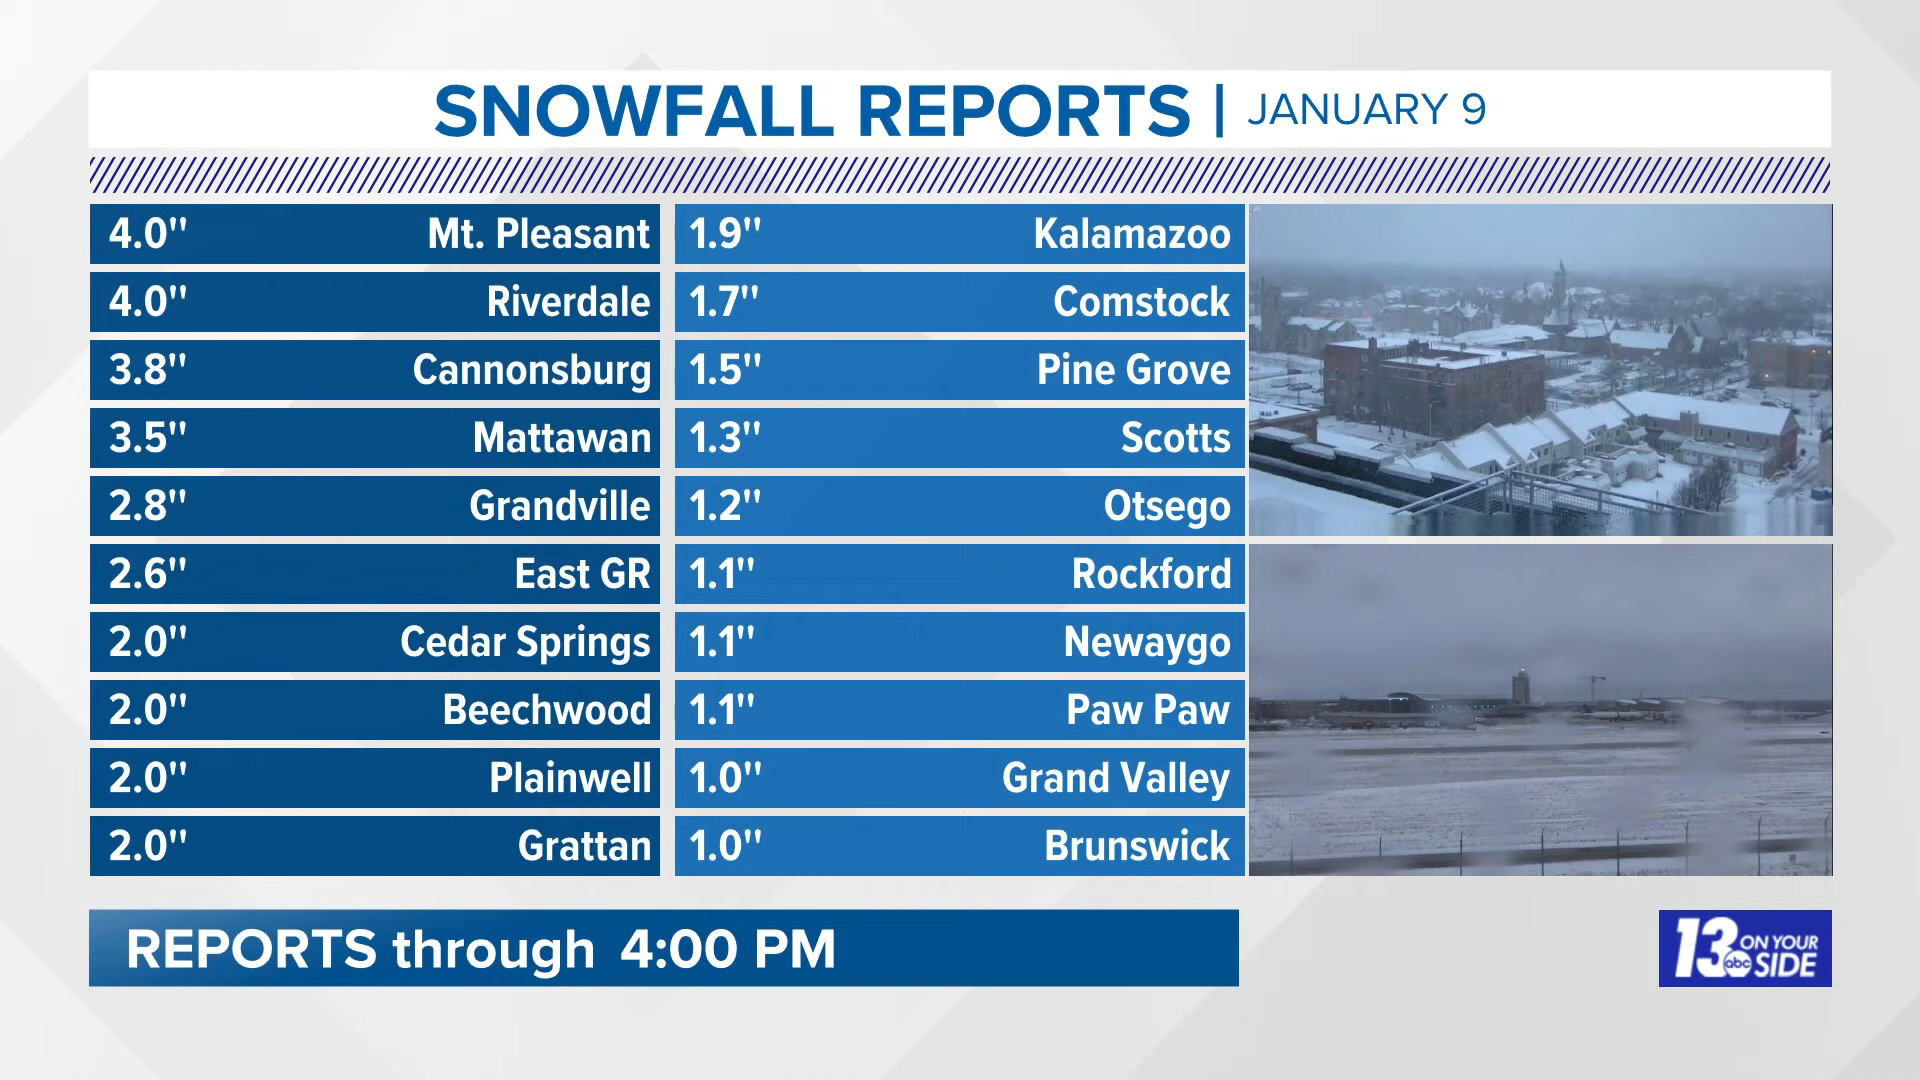 SNOWFALL REPORTS | JANUARY 9
4.0" Mt. Pleasant
4.0" Riverdale
3.8" Cannonsburg
3.5" Mattawan
2.8" Grandville
2.6" East GR
2.0" Cedar Springs
2.0" Beechwood
2.0" Plainwell
2.0" Grattan
1.9" Kalamazoo
1.7" Comstock
1.5" Pine Grove
1.3" Scotts
1.2" Otsego
1.1" Rockford
1.1" Newaygo
1.1" Paw Paw
1.0" Grand Valley
1.0" Brunswick
REPORTS through 4:00 PM
13 abc ON YOUR
SIDE